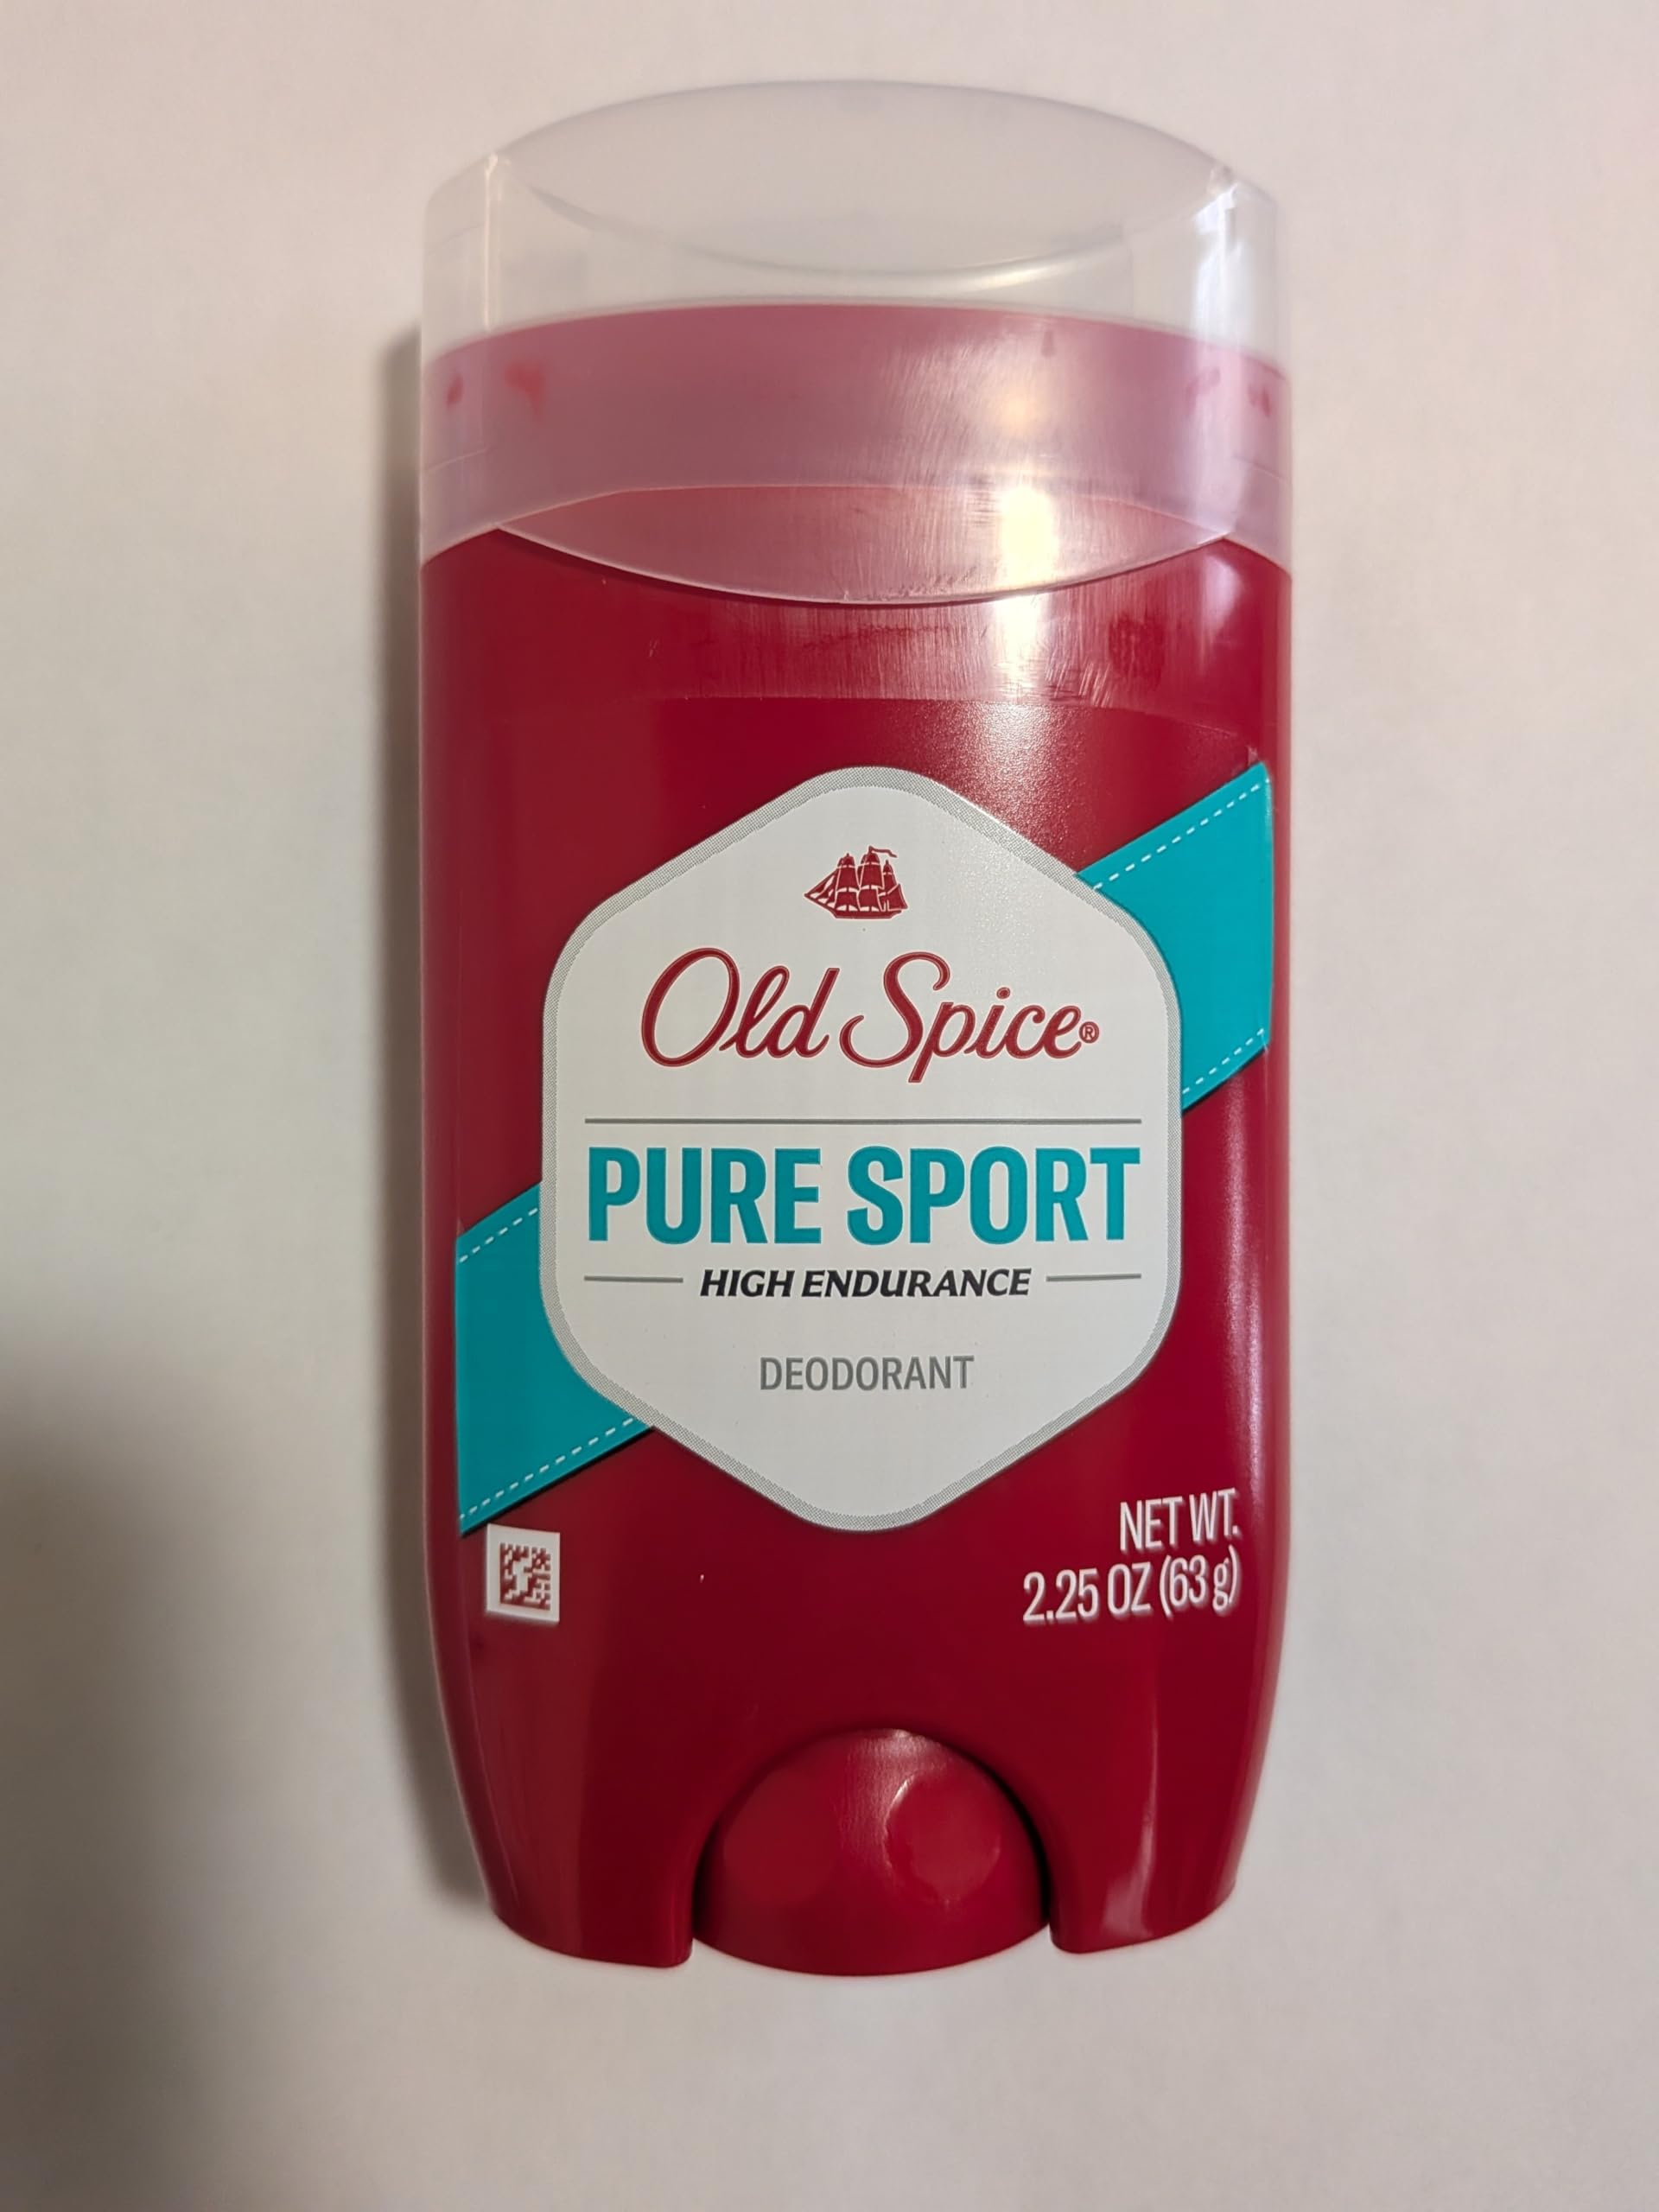 Old Spice®
PURE SPORT
HIGH ENDURANCE
DEODORANT
NET WT.
2.25 OZ (63 g)